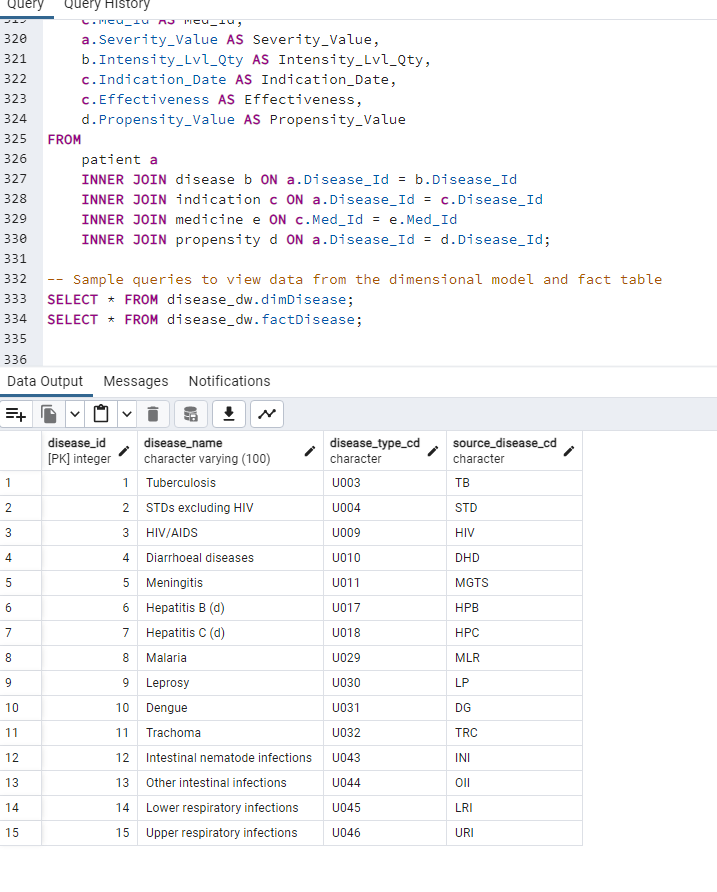 Query Query History
319 c.Med_Id AS Med_Id,
320 a.Severity_Value AS Severity_Value,
321 b.Intensity_Lvl_Qty AS Intensity_Lvl_Qty,
322 c.Indication_Date AS Indication_Date,
323 c.Effectiveness AS Effectiveness,
324 d.Propensity_Value AS Propensity_Value
325 FROM
326 patient a
327 INNER JOIN disease b ON a.Disease_Id = b.Disease_Id
328 INNER JOIN indication c ON a.Disease_Id = c.Disease_Id
329 INNER JOIN medicine e ON c.Med_Id = e.Med_Id
330 INNER JOIN propensity d ON a.Disease_Id = d.Disease_Id;
331
332 -- Sample queries to view data from the dimensional model and fact table
333 SELECT * FROM disease_dw.dimDisease;
334 SELECT * FROM disease_dw.factDisease;
335
336
Data Output Messages Notifications
disease_id disease_name disease_type_cd source_disease_cd
[PK] integer character varying (100) character character
1 1 Tuberculosis U003 TB
2 2 STDs excluding HIV U004 STD
3 3 HIV/AIDS U009 HIV
4 4 Diarrhoeal diseases U010 DHD
5 5 Meningitis U011 MGTS
6 6 Hepatitis B (d) U017 HPB
7 7 Hepatitis C (d) U018 HPC
8 8 Malaria U029 MLR
9 9 Leprosy U030 LP
10 10 Dengue U031 DG
11 11 Trachoma U032 TRC
12 12 Intestinal nematode infections U043 INI
13 13 Other intestinal infections U044 OII
14 14 Lower respiratory infections U045 LRI
15 15 Upper respiratory infections U046 URI